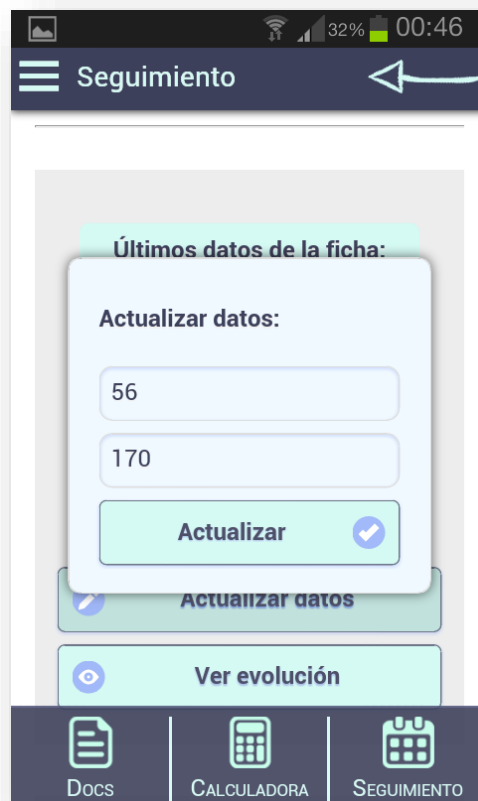 32% 00:46
Seguimiento
Últimos datos de la ficha:
Actualizar datos:
56
170
Actualizar
Actualizar datos
Ver evolución
Docs Calculadora Seguimiento